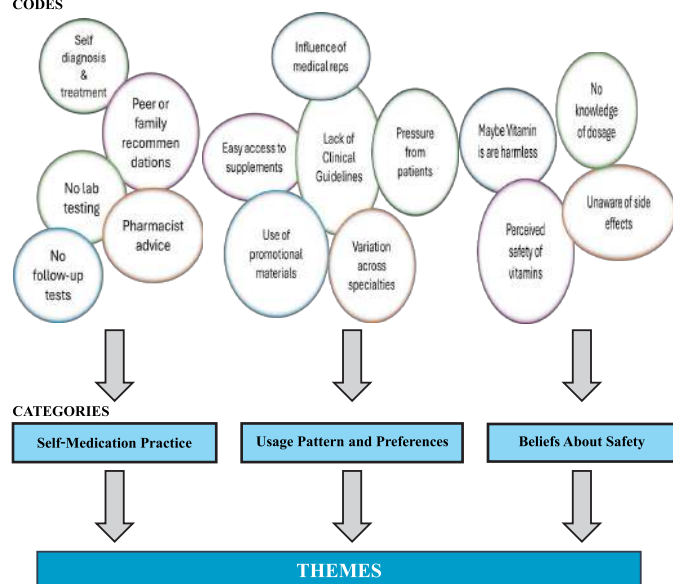 CODES
Self
diagnosis
&
treatment
Peer or
family
recommen
dations
No lab
testing
Pharmacist
advice
No
follow-up
tests
Influence of
medical reps
Easy access to
supplements
Lack of
Clinical
Guidelines
Pressure
from
patients
Use of
promotional
materials
Variation
across
specialties
Maybe Vitamin
is are harmless
No
knowledge
of dosage
Unaware of side
effects
Perceived
safety of
vitamins
CATEGORIES
Self-Medication Practice
Usage Pattern and Preferences
Beliefs About Safety
THEMES